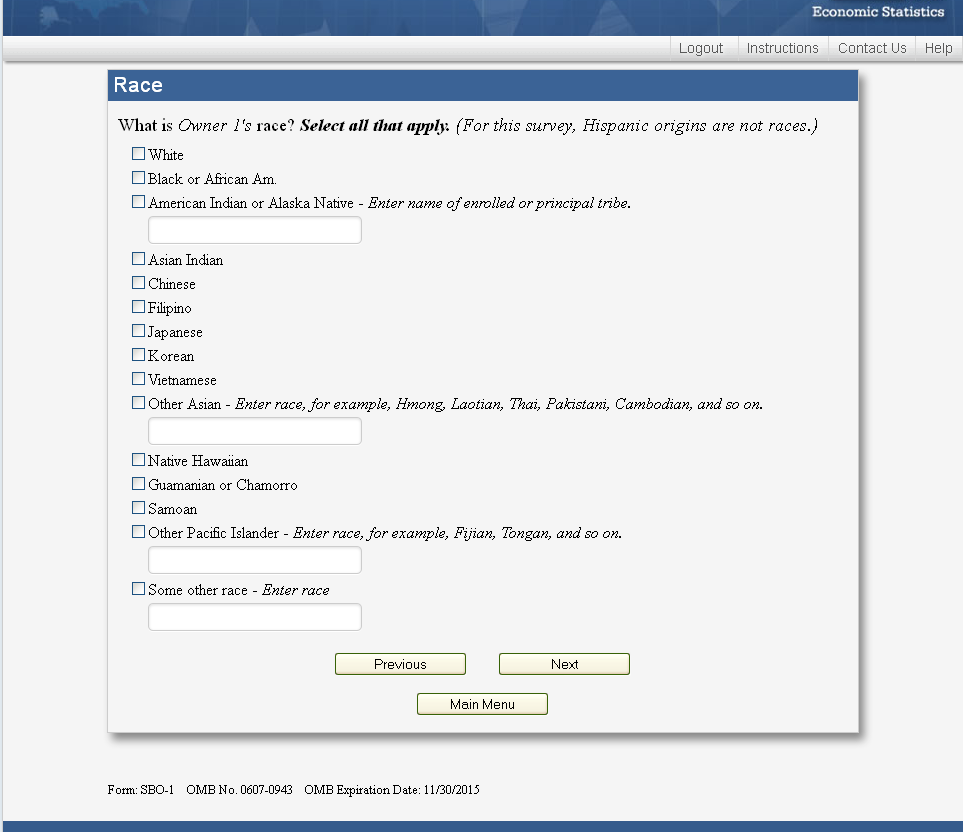 Economic Statistics
Logout Instructions Contact Us Help
Race
What is Owner 1's race? Select all that apply. (For this survey, Hispanic origins are not races.)
White
Black or African Am.
American Indian or Alaska Native - Enter name of enrolled or principal tribe.
Asian Indian
Chinese
Filipino
Japanese
Korean
Vietnamese
Other Asian - Enter race, for example, Hmong, Laotian, Thai, Pakistani, Cambodian, and so on.
Native Hawaiian
Guamanian or Chamorro
Samoan
Other Pacific Islander - Enter race, for example, Fijian, Tongan, and so on.
Some other race - Enter race
Previous Next
Main Menu
Form: SBO-1 OMB No. 0607-0943 OMB Expiration Date: 11/30/2015